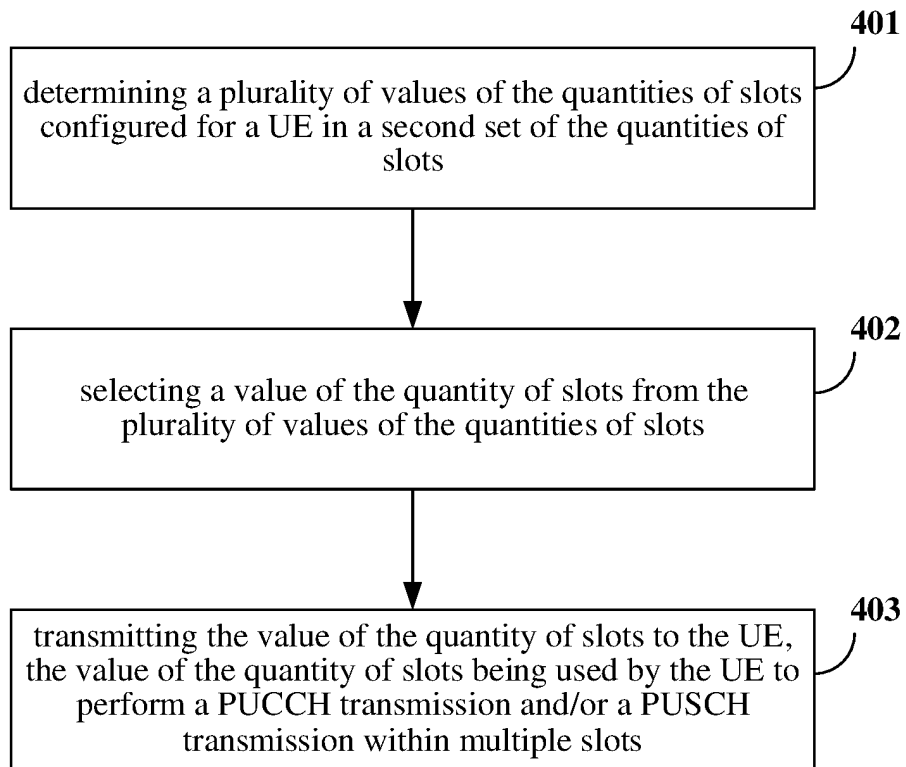 401
determining a plurality of values of the quantities of slots
configured for a UE in a second set of the quantities of
slots
402
selecting a value of the quantity of slots from the
plurality of values of the quantities of slots
403
transmitting the value of the quantity of slots to the UE,
the value of the quantity of slots being used by the UE to
perform a PUCCH transmission and/or a PUSCH
transmission within multiple slots